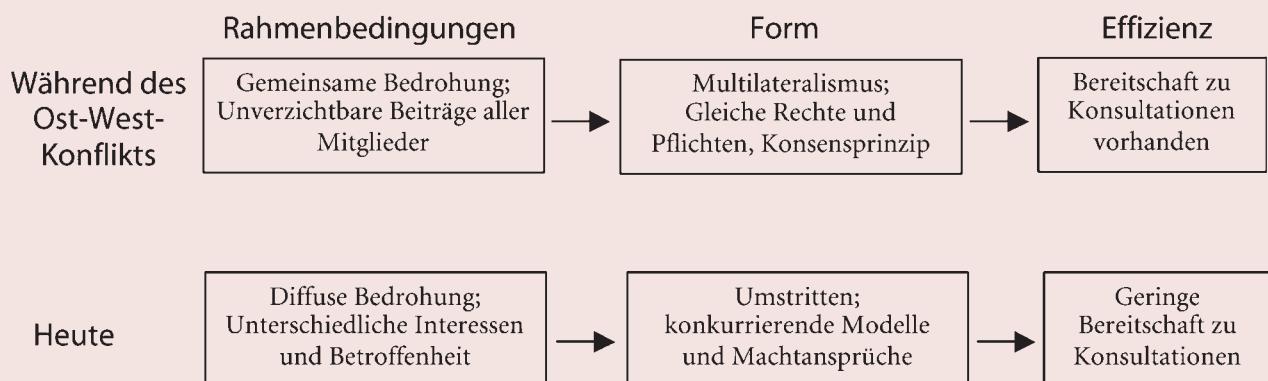 Rahmenbedingungen
Form
Effizienz
Während des
Ost-West-
Konflikts
Gemeinsame Bedrohung;
Unverzichtbare Beiträge aller
Mitglieder
Multilateralismus;
Gleiche Rechte und
Pflichten, Konsensprinzip
Bereitschaft zu
Konsultationen
vorhanden
Heute
Diffuse Bedrohung;
Unterschiedliche Interessen
und Betroffenheit
Umstritten;
konkurrierende Modelle
und Machtansprüche
Geringe
Bereitschaft zu
Konsultationen